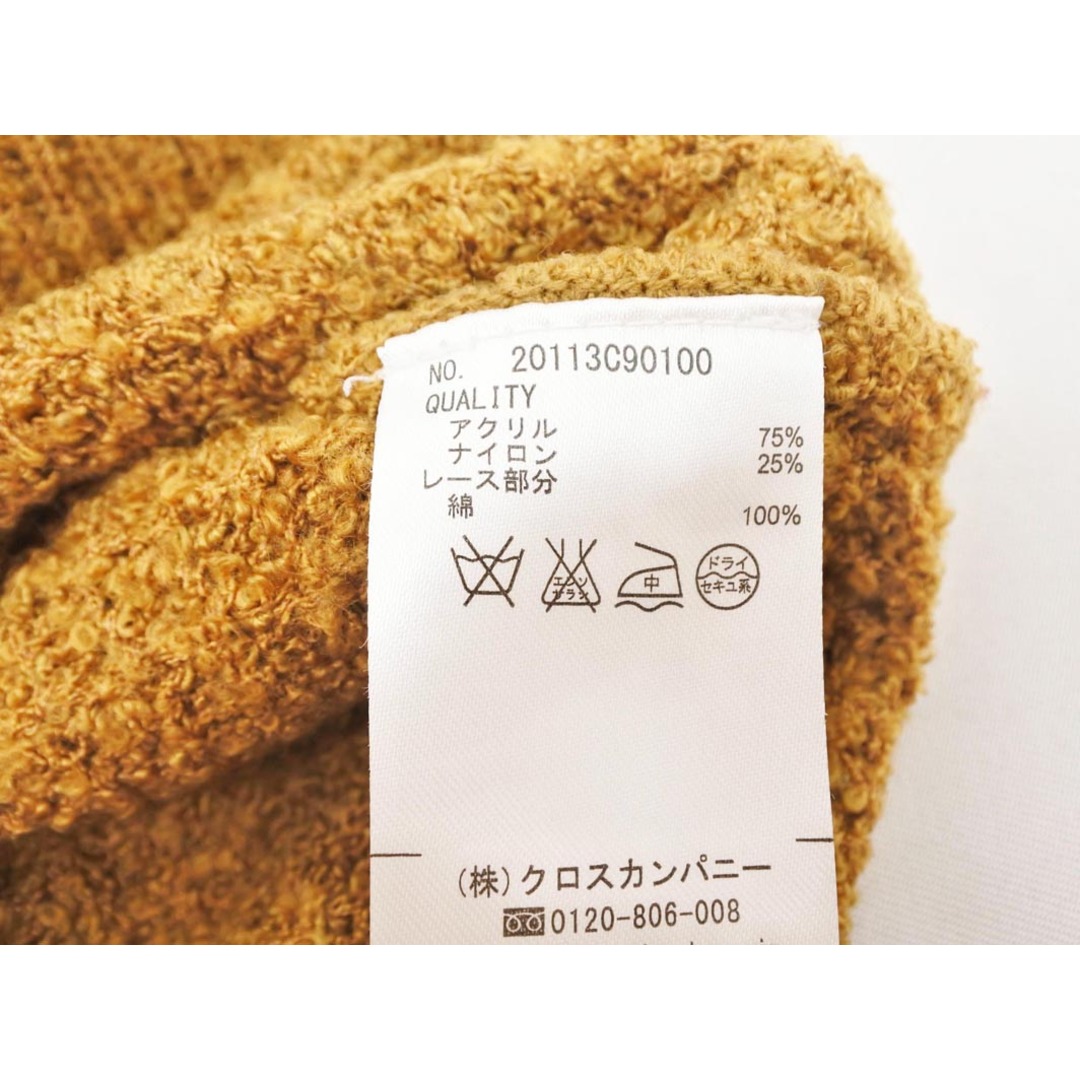 NO. 20113C90100
QUALITY
アクリル 75%
ナイロン 25%
レース部分
綿 100%
エンソ
サラシ
中
ドライ
セキユ系
(株)クロスカンパニー
0120-806-008